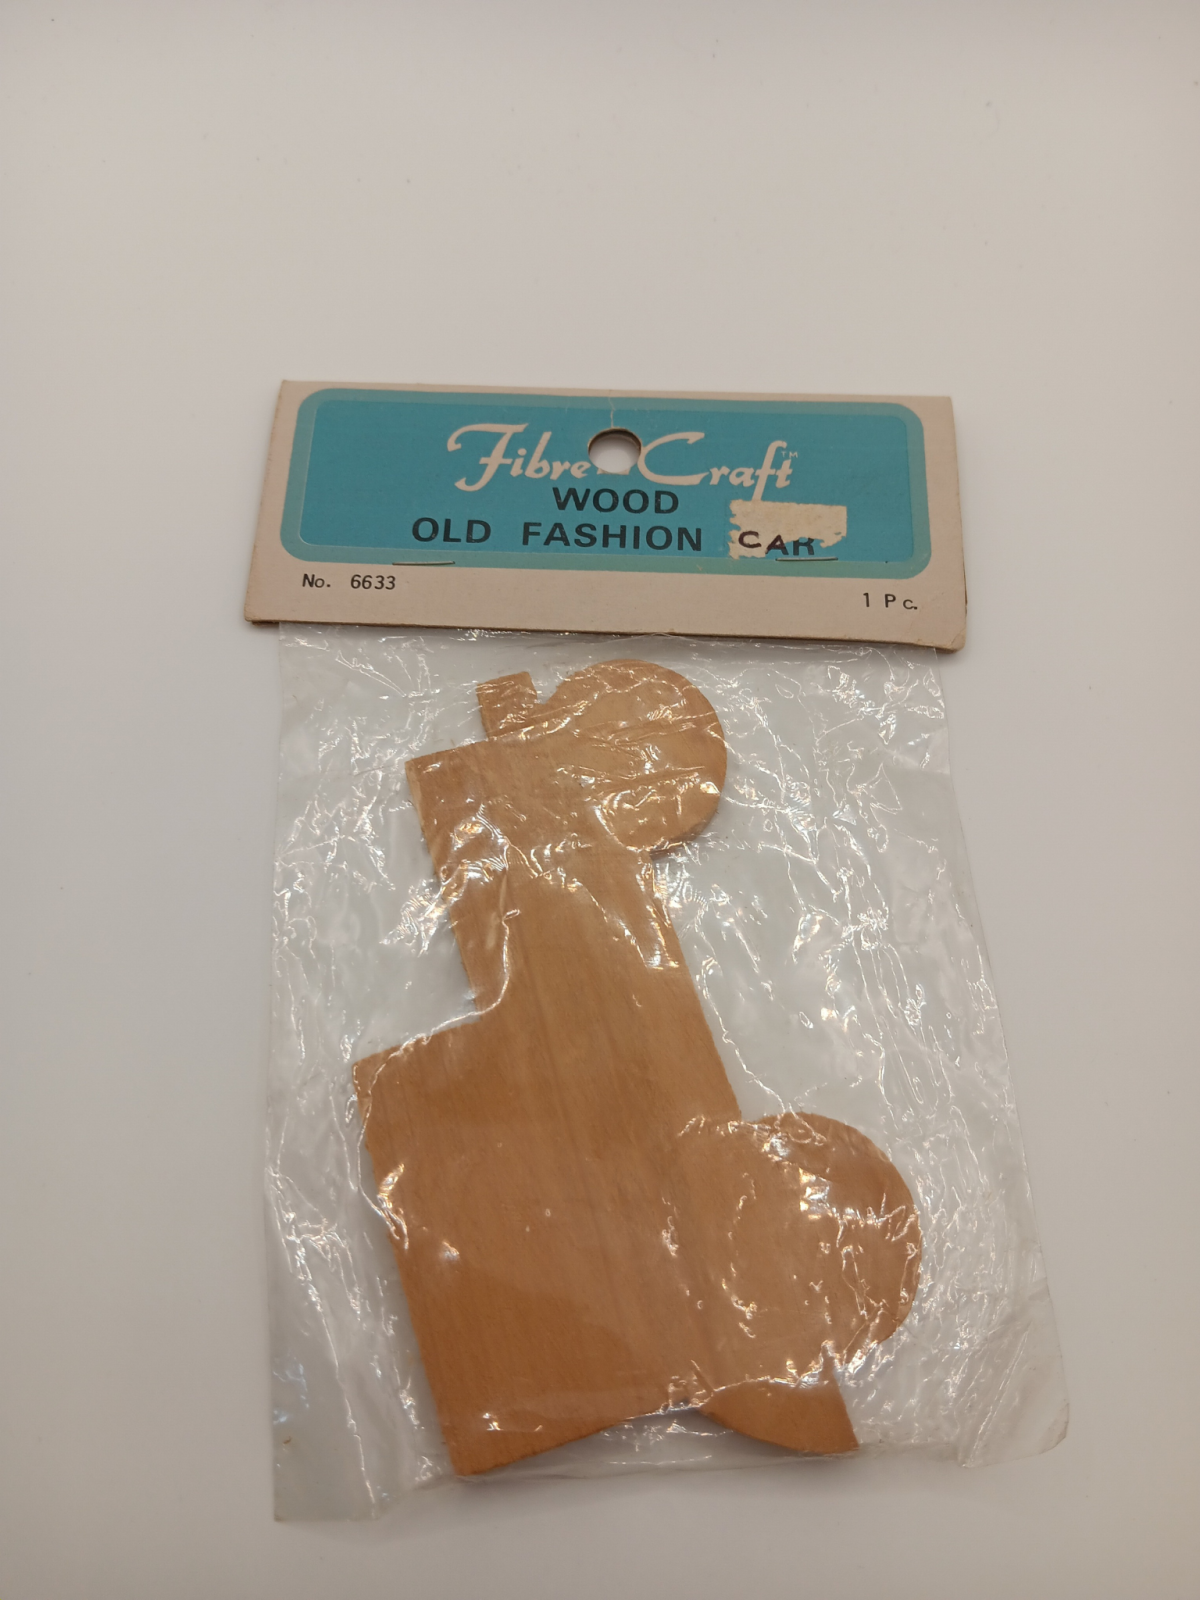 Fibre Craft™
WOOD
OLD FASHION CAR
No. 6633
1 Pc.